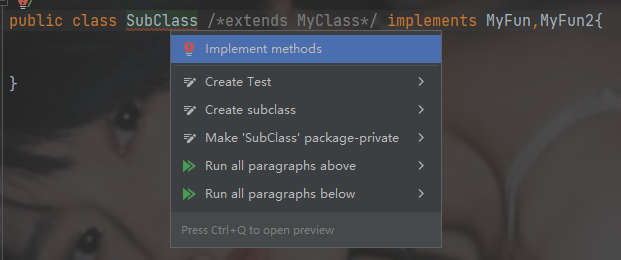 public class SubClass /*extends MyClass*/ implements MyFun,MyFun2{
Implement methods
Create Test
Create subclass
Make 'SubClass' package-private
Run all paragraphs above
Run all paragraphs below
Press Ctrl+Q to open preview
}